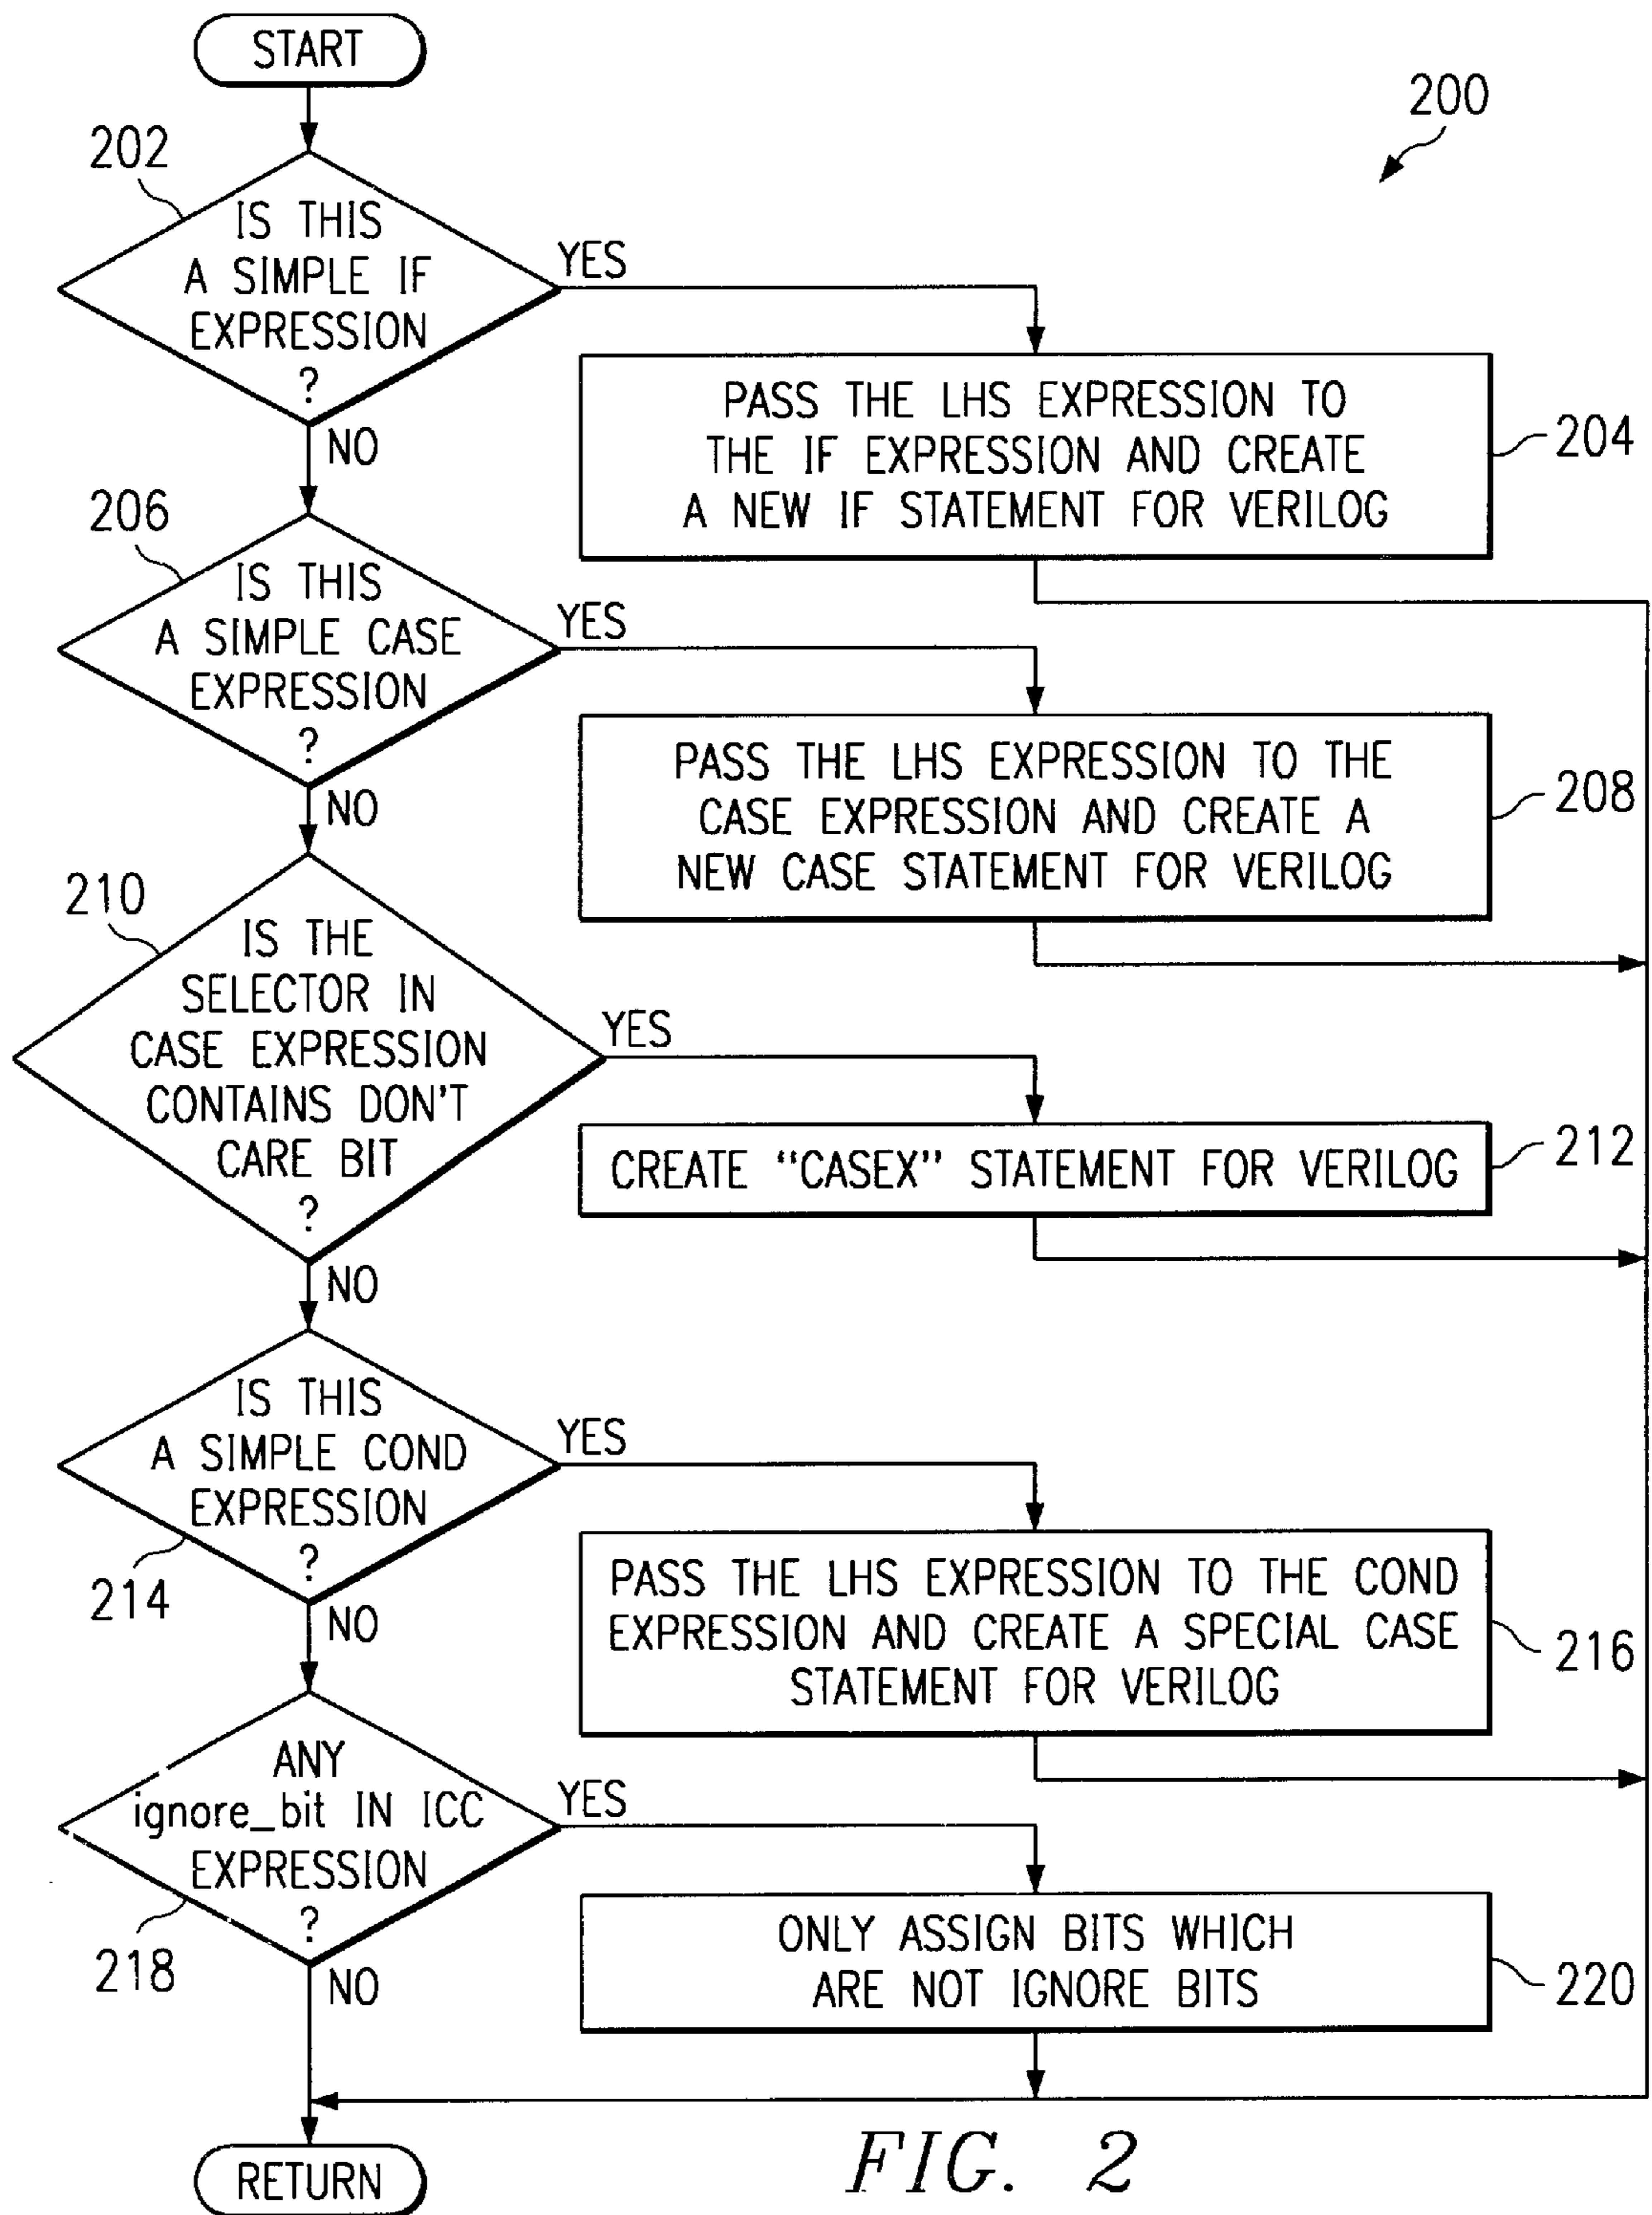 START
200
202
IS THIS
A SIMPLE IF
EXPRESSION
?
YES
NO
PASS THE LHS EXPRESSION TO
THE IF EXPRESSION AND CREATE
A NEW IF STATEMENT FOR VERILOG
204
206
IS THIS
A SIMPLE CASE
EXPRESSION
?
YES
NO
PASS THE LHS EXPRESSION TO THE
CASE EXPRESSION AND CREATE A
NEW CASE STATEMENT FOR VERILOG
208
210
IS THE
SELECTOR IN
CASE EXPRESSION
CONTAINS DON'T
CARE BIT
?
YES
NO
CREATE "CASEX" STATEMENT FOR VERILOG
212
IS THIS
A SIMPLE COND
EXPRESSION
?
214
YES
NO
PASS THE LHS EXPRESSION TO THE COND
EXPRESSION AND CREATE A SPECIAL CASE
STATEMENT FOR VERILOG
216
ANY
ignore_bit IN ICC
EXPRESSION
?
218
YES
NO
ONLY ASSIGN BITS WHICH
ARE NOT IGNORE BITS
220
RETURN
FIG. 2